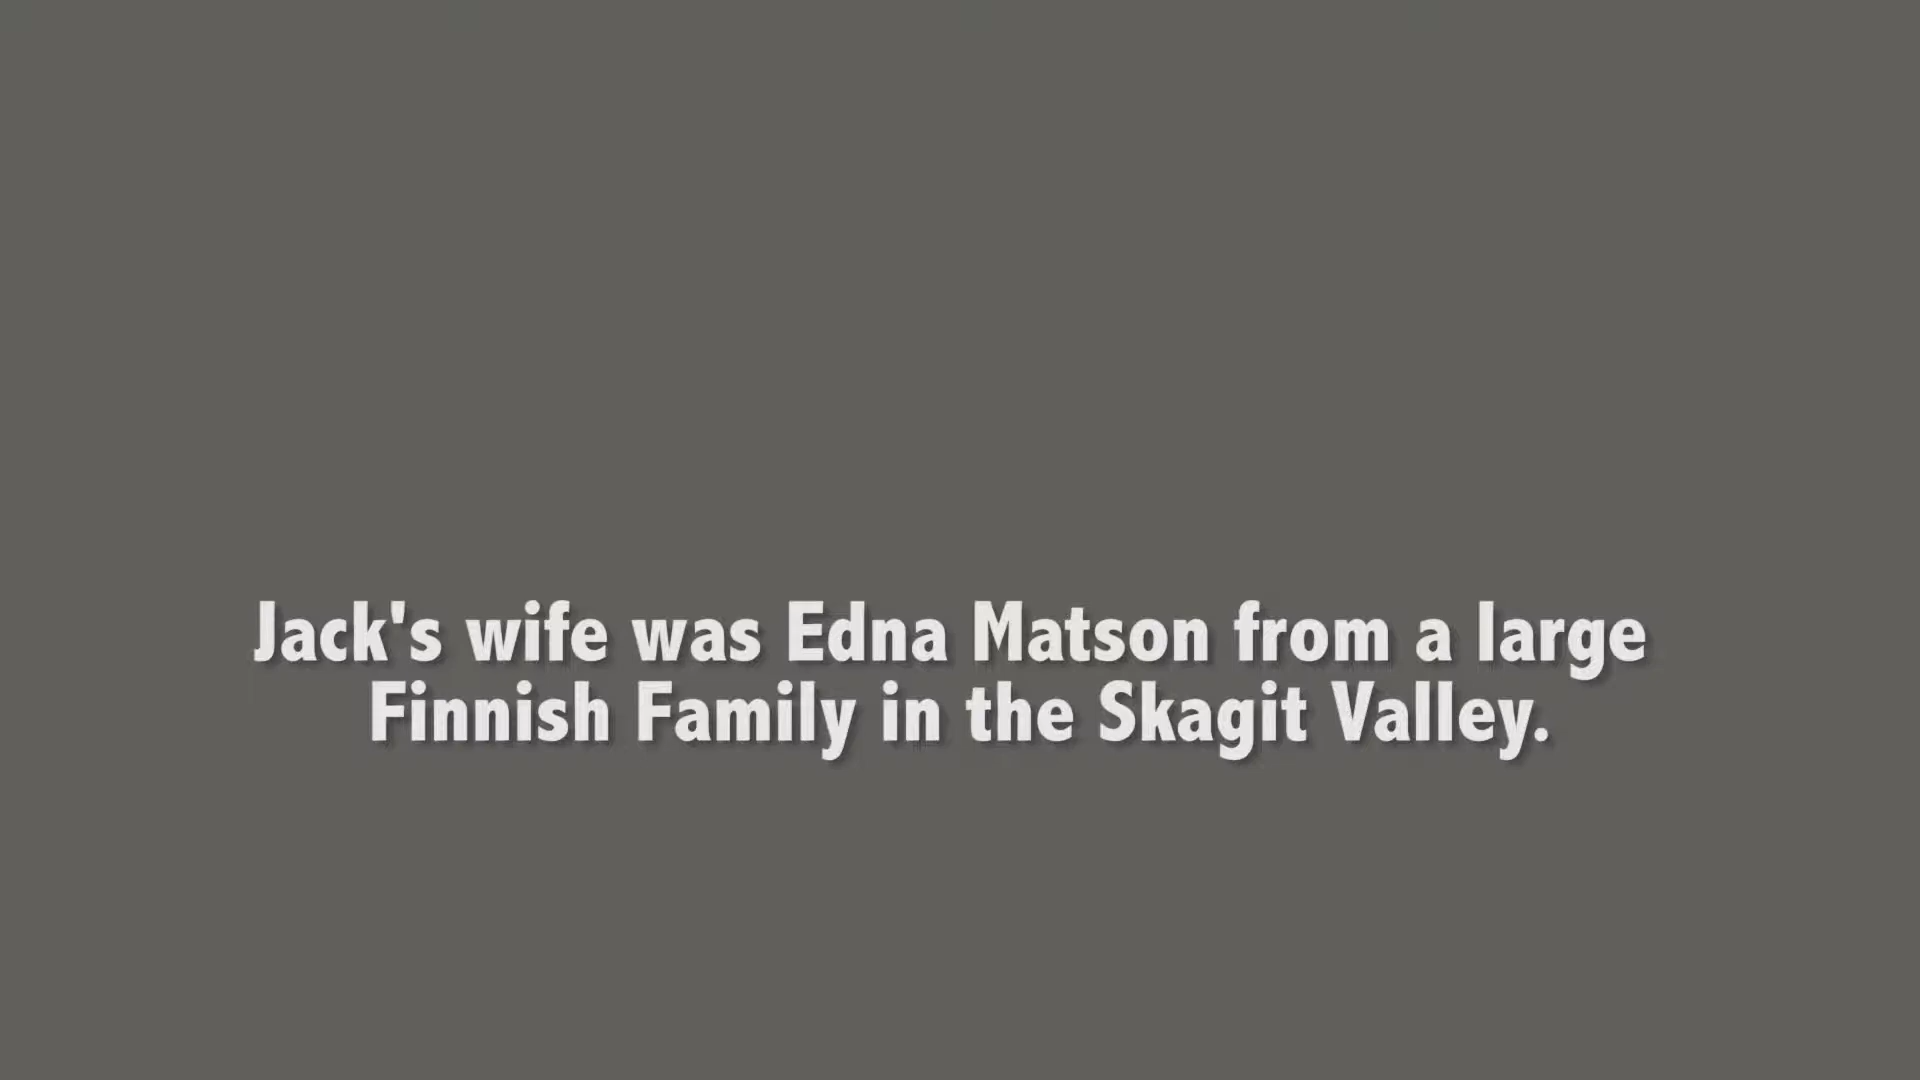 Jack's wife was Edna Matson from a large
Finnish Family in the Skagit Valley.